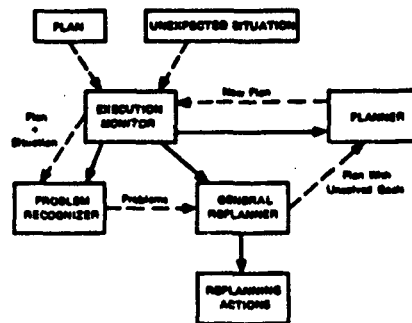 PLAN
UNEXPECTED SITUATION
Plan
+
Situation
EXECUTION
MONITOR
New Plan
PLANNER
PROBLEM
RECOGNIZER
Problems
GENERAL
REPLANNER
Plan With
Unsolved Goals
REPLANNING
ACTIONS